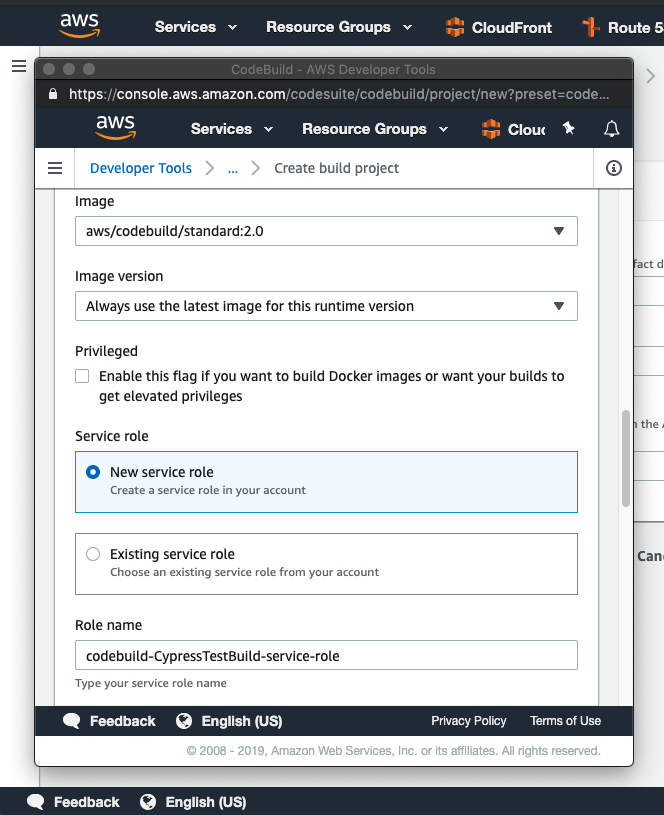 aws Services Resource Groups CloudFront Route 5
CodeBuild - AWS Developer Tools
https://console.aws.amazon.com/codesuite/codebuild/project/new?preset=code...
aws Services Resource Groups Clou
Developer Tools ... Create build project
Image
aws/codebuild/standard:2.0
fact d
Image version
Always use the latest image for this runtime version
Privileged
Enable this flag if you want to build Docker images or want your builds to
get elevated privileges
n the A
Service role
New service role
Create a service role in your account
Existing service role
Can
Choose an existing service role from your account
Role name
codebuild-CypressTestBuild-service-role
Type your service role name
Feedback English (US) Privacy Policy Terms of Use
© 2008 - 2019, Amazon Web Services, Inc. or its affiliates. All rights reserved.
Feedback English (US)